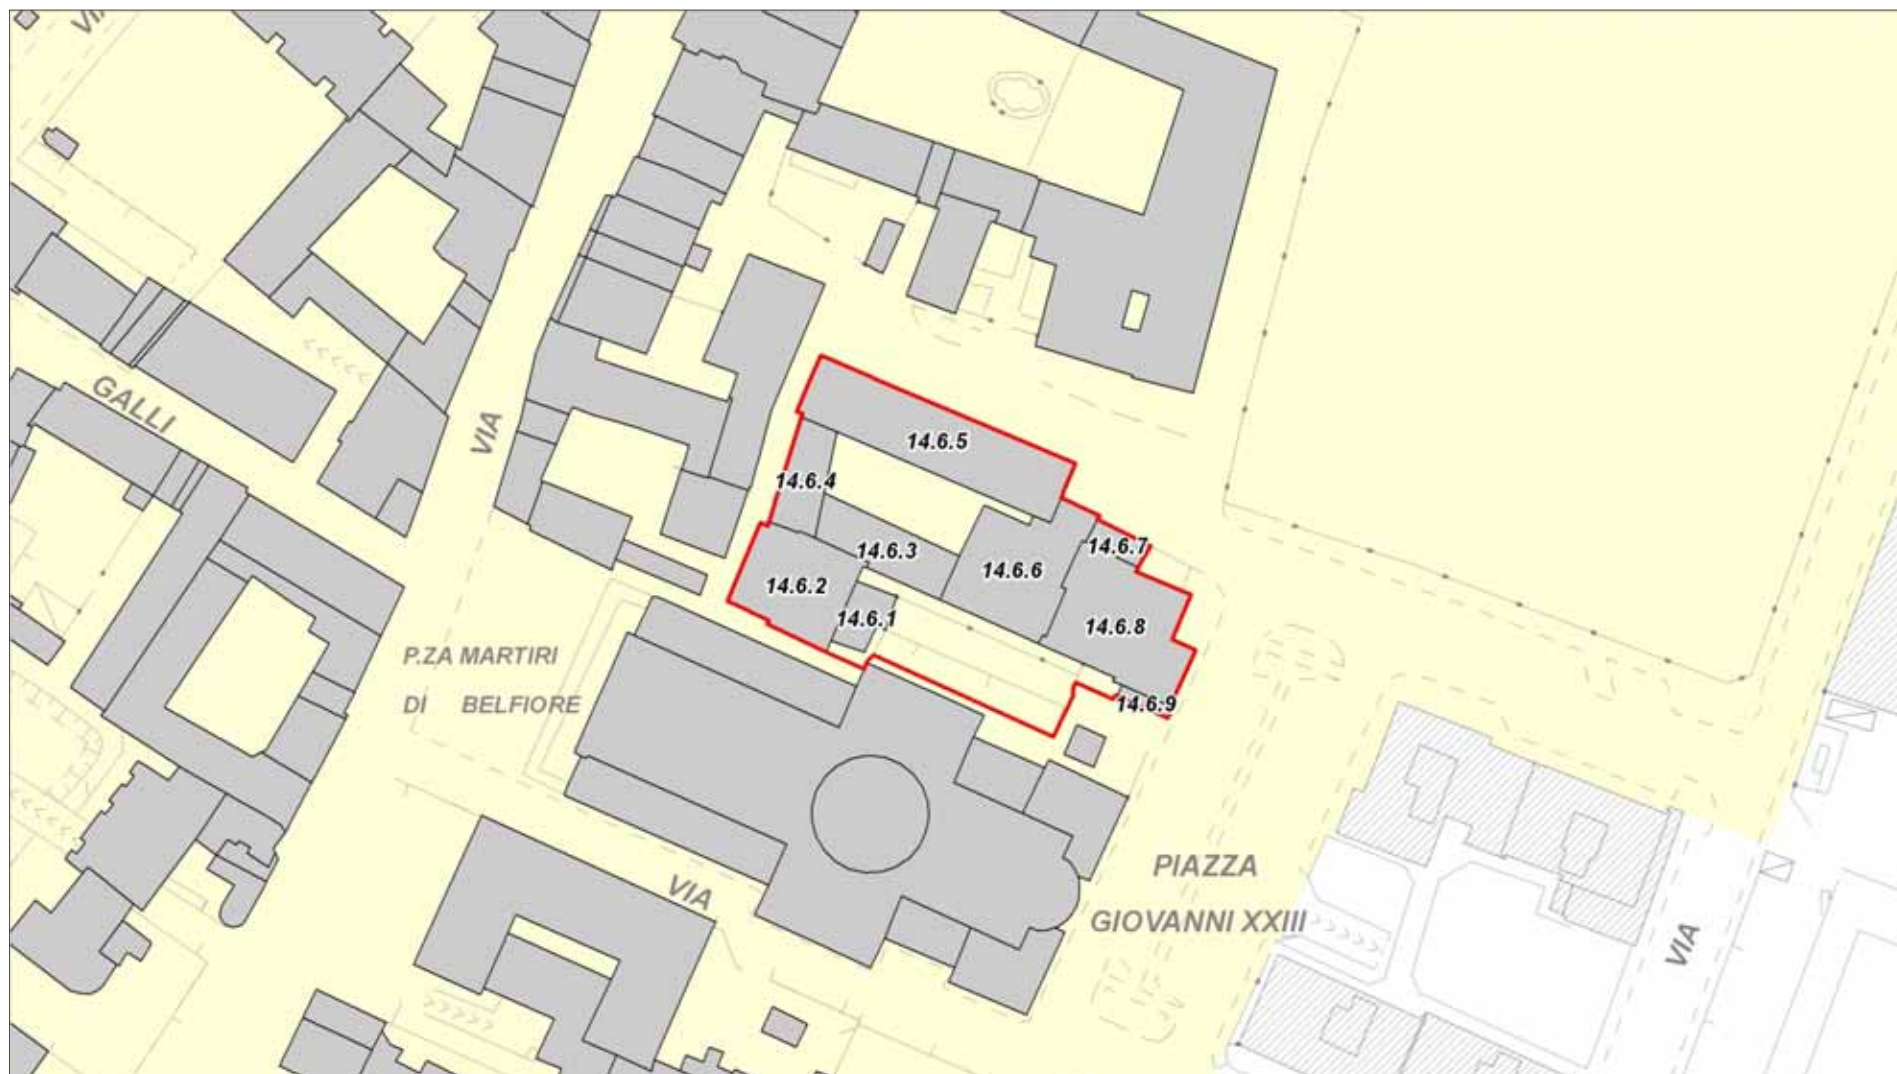 VIA
GALLI
VIA
14.6.5
14.6.4
14.6.3
14.6.7
14.6.6
14.6.2
14.6.1
14.6.8
P.ZA MARTIRI
DI BELFIORE
14.6.9
PIAZZA
GIOVANNI XXIII
VIA
VIA